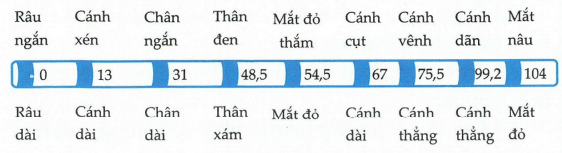 Râu Cánh Chân Thân Mắt đỏ Cánh Cánh Cánh Mắt
ngắn xén ngắn đen thắm cụt vênh dãn nâu
0 13 31 48,5 54,5 67 75,5 99,2 104
Râu Cánh Chân Thân Mắt đỏ Cánh Cánh Cánh Mắt
dài dài dài xám dài thẳng thẳng đỏ